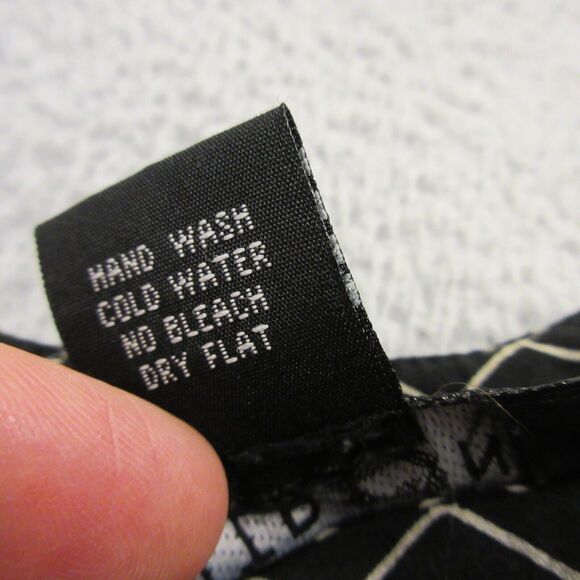 HAND WASH
COLD WATER
NO BLEACH
DRY FLAT